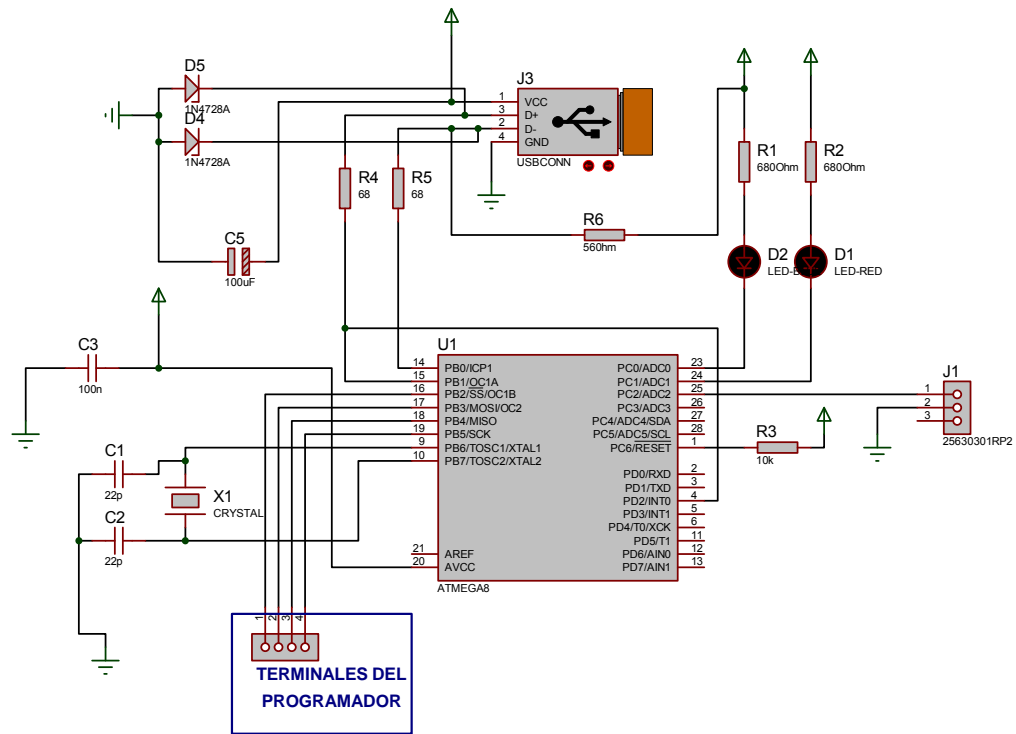 D5
1N4728A
D4
1N4728A
J3
1 VCC
3 D+
2 D-
4 GND
USBCONN
R4
68
R5
68
R1
680Ohm
R2
680Ohm
R6
560hm
C5
100uF
D2
D1
LED-RED
C3
100n
U1
14 PB0/ICP1
15 PB1/OC1A
16 PB2/SS/OC1B
17 PB3/MOSI/OC2
18 PB4/MISO
19 PB5/SCK
9 PB6/TOSC1/XTAL1
10 PB7/TOSC2/XTAL2
21 AREF
20 AVCC
PC0/ADC0 23
PC1/ADC1 24
PC2/ADC2 25
PC3/ADC3 26
PC4/ADC4/SDA 27
PC5/ADC5/SCL 28
PC6/RESET 1
PD0/RXD 2
PD1/TXD 3
PD2/INT0 4
PD3/INT1 5
PD4/T0/XCK 6
PD5/T1 11
PD6/AIN0 12
PD7/AIN1 13
ATMEGA8
J1
1
2
3
25630301RP2
R3
10k
C1
22p
X1
CRYSTAL
C2
22p
1 2 3 4
TERMINALES DEL
PROGRAMADOR